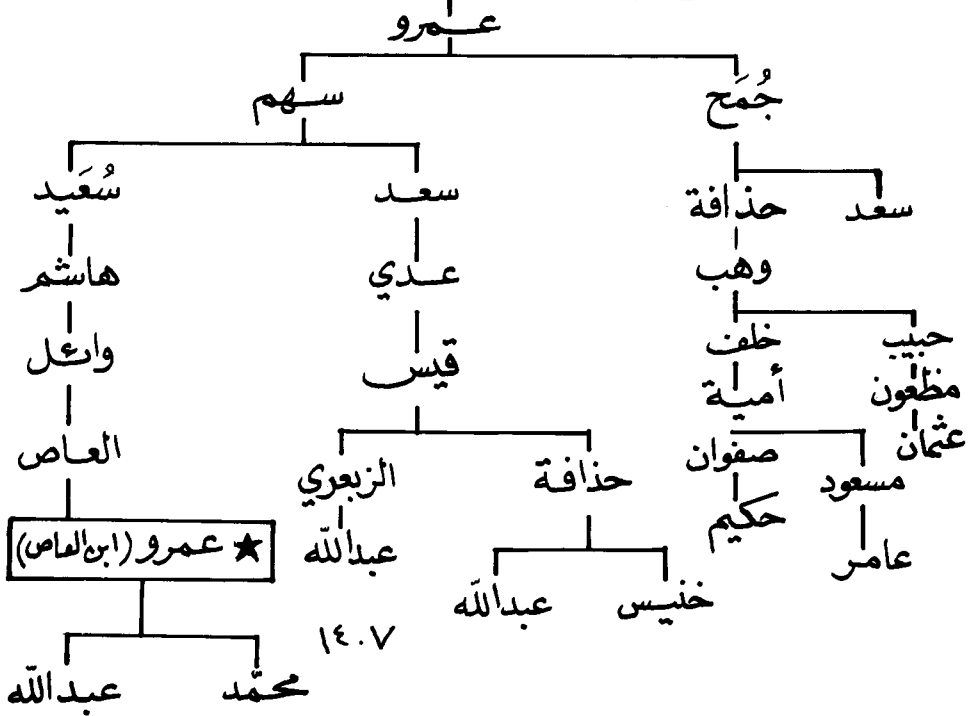 عمرو
جُمَح
سهم
سعد
حذافة
سعد
سُعَيد
وهب
عدي
هاشم
حبيب
خلف
قيس
وائل
مظعون
أمية
عثمان
صفوان
مسعود
حذافة
الزبعري
العاص
حكيم
عامر
عبدالله
★ عمرو (ابن العاص)
خنيس
عبدالله
١٤٠٧
محمّد
عبدالله